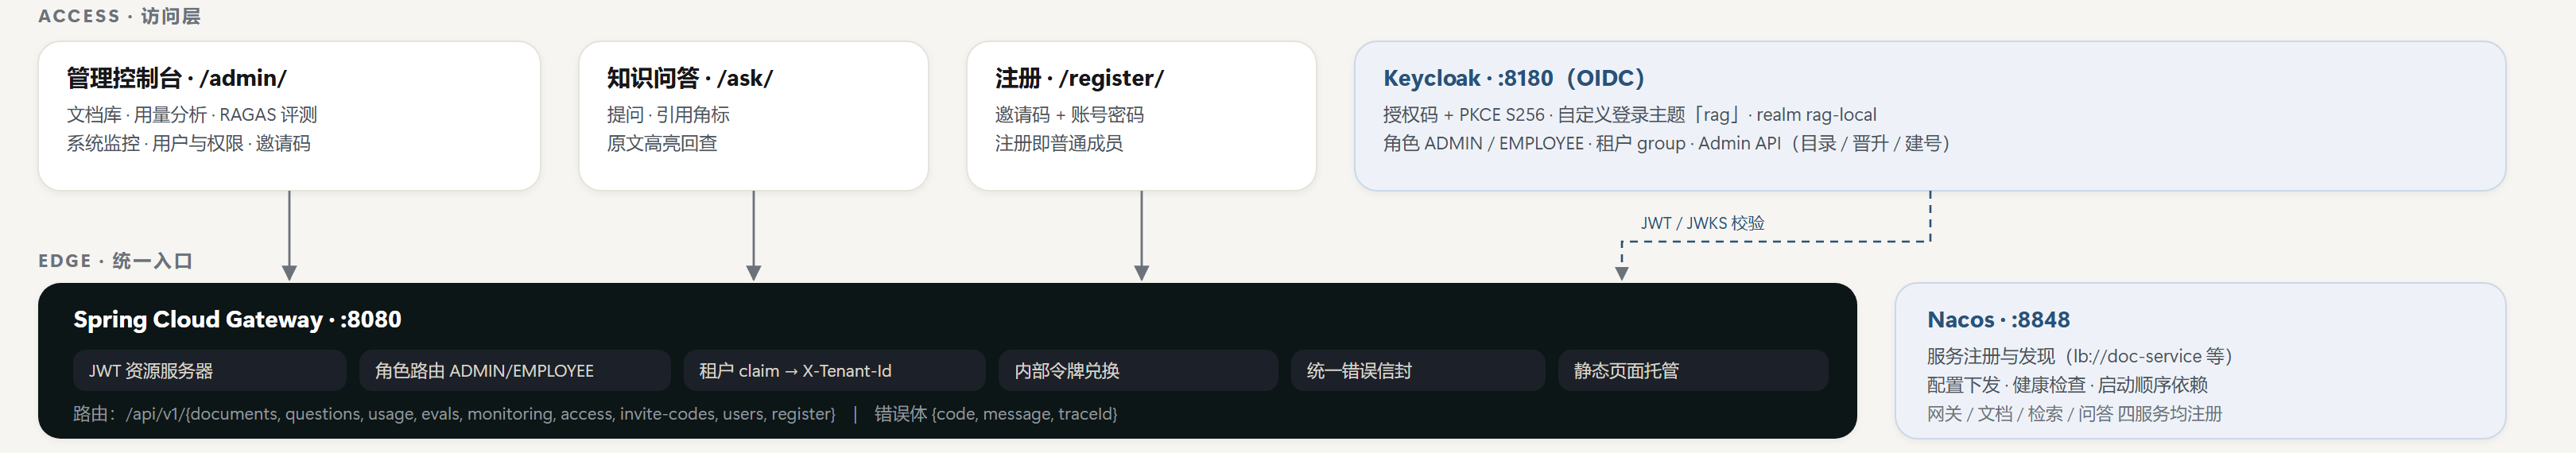 ACCESS · 访问层
管理控制台 · /admin/
文档库 · 用量分析 · RAGAS 评测
系统监控 · 用户与权限 · 邀请码
知识问答 · /ask/
提问 · 引用角标
原文高亮回查
注册 · /register/
邀请码 + 账号密码
注册即普通成员
Keycloak · :8180（OIDC）
授权码 + PKCE S256 · 自定义登录主题「rag」· realm rag-local
角色 ADMIN / EMPLOYEE · 租户 group · Admin API（目录 / 晋升 / 建号）
JWT / JWKS 校验
EDGE · 统一入口
Spring Cloud Gateway · :8080
JWT 资源服务器
角色路由 ADMIN/EMPLOYEE
租户 claim → X-Tenant-Id
内部令牌兑换
统一错误信封
静态页面托管
路由：/api/v1/{documents, questions, usage, evals, monitoring, access, invite-codes, users, register} | 错误体 {code, message, traceId}
Nacos · :8848
服务注册与发现（lb://doc-service 等）
配置下发 · 健康检查 · 启动顺序依赖
网关 / 文档 / 检索 / 问答 四服务均注册